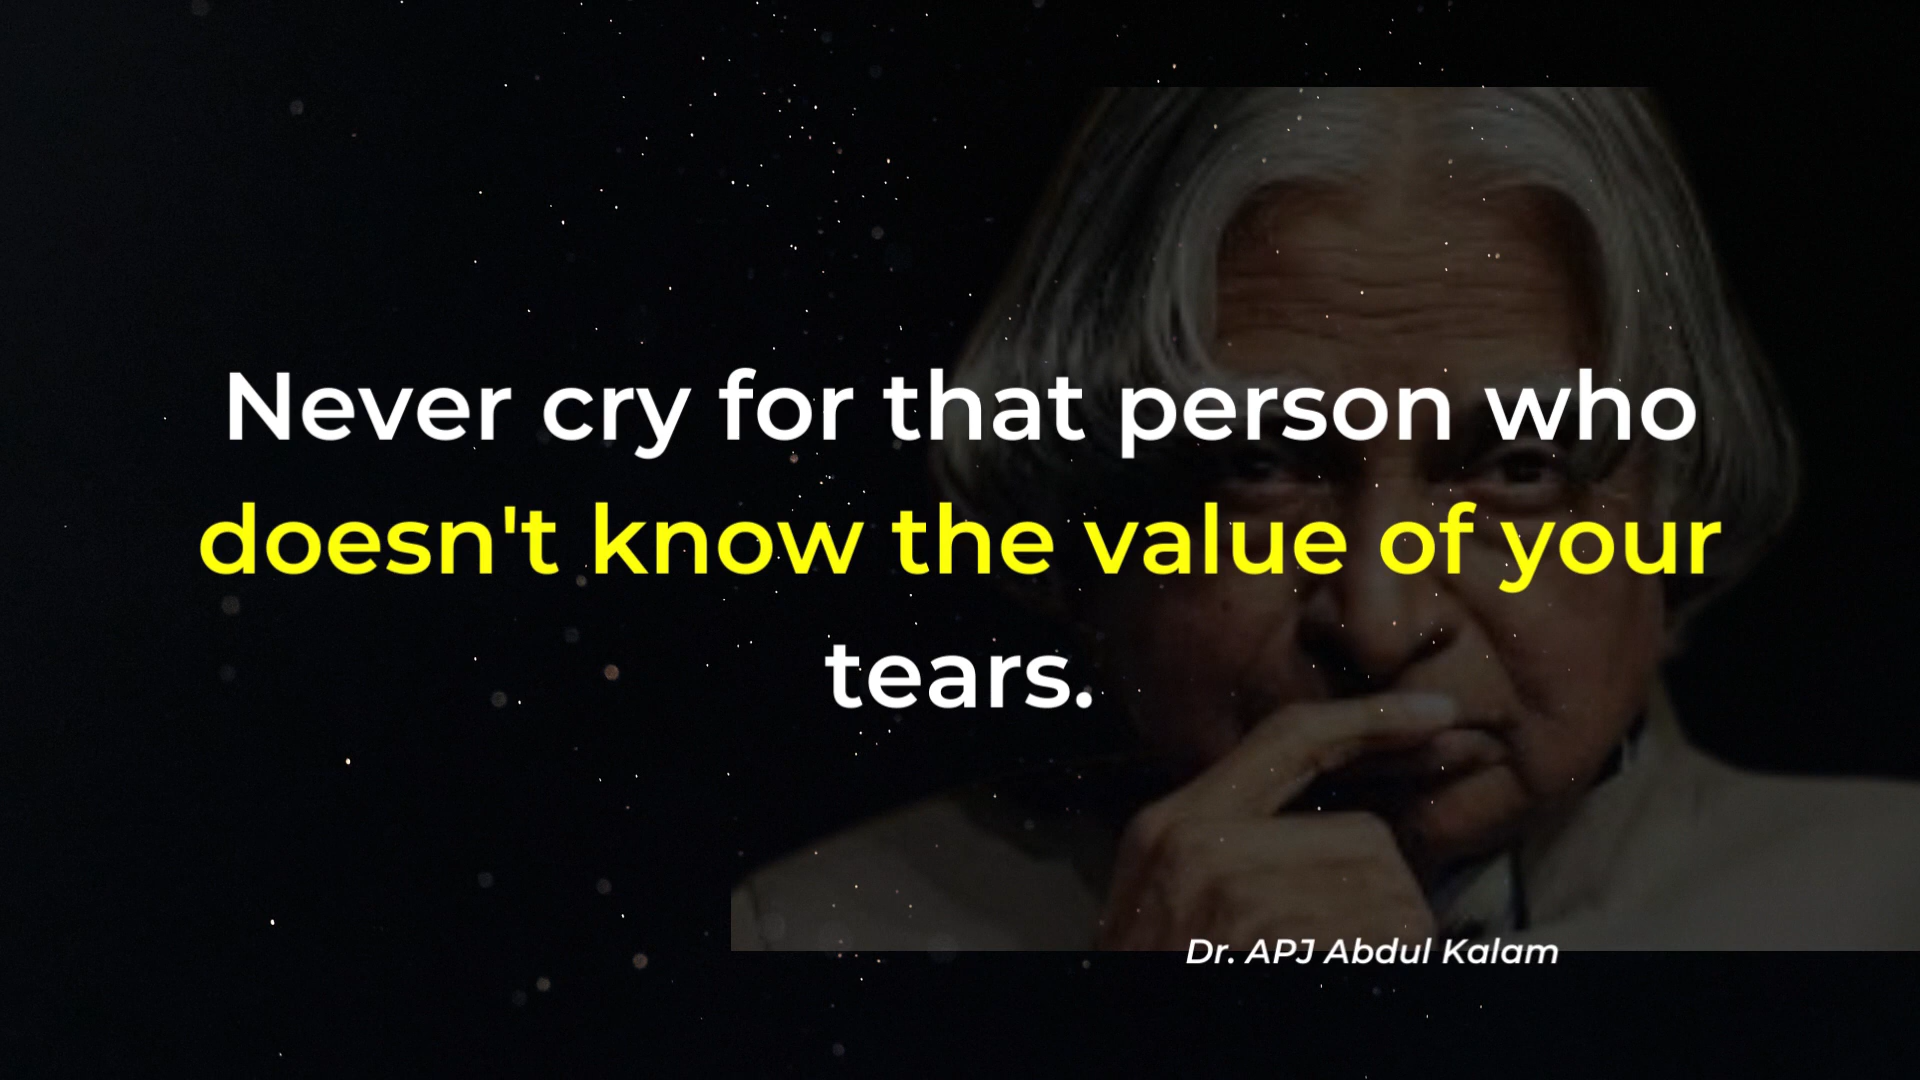 Never cry for that person who
doesn't know the value of your
tears.
Dr. APJ Abdul Kalam